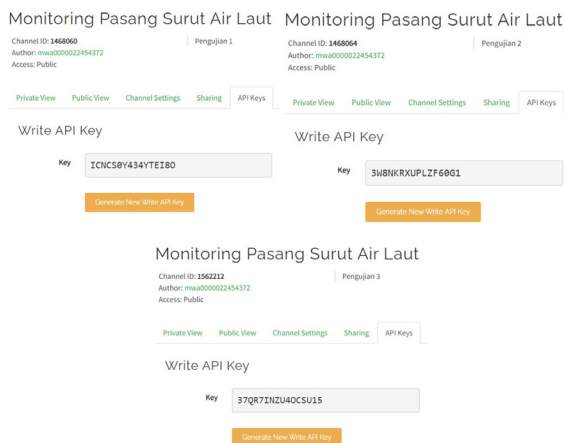 Monitoring Pasang Surut Air Laut
Channel ID: 1468060
Pengujian 1
Author: mwa0000022454372
Access: Public
Private View Public View Channel Settings Sharing API Keys
Write API Key
Key ICNCS0Y434YTEI8O
Generate New Write API Key
Monitoring Pasang Surut Air Laut
Channel ID: 1468064
Pengujian 2
Author: mwa0000022454372
Access: Public
Private View Public View Channel Settings Sharing API Keys
Write API Key
Key 3W8NKRXUPLZF60G1
Generate New Write API Key
Monitoring Pasang Surut Air Laut
Channel ID: 1562212
Pengujian 3
Author: mwa0000022454372
Access: Public
Private View Public View Channel Settings Sharing API Keys
Write API Key
Key 37QR7INZU4OCSU15
Generate New Write API Key